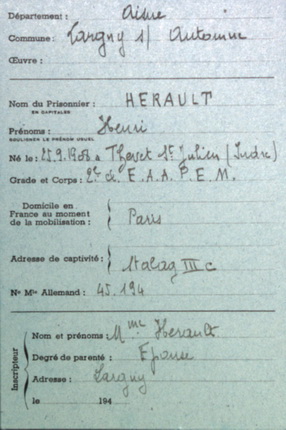 Département : Aisne
Commune : Largny s/ Automne
Œuvre :
Nom du Prisonnier : HERAULT
EN CAPITALES
Prénoms : Henri
SOULIGNER LE PRÉNOM USUEL
Né le : 25.9.1908 a Thevet St Julien (Indre)
Grade et Corps : 2e cl. E. A. A. P. E. M.
Domicile en
France au moment
de la mobilisation : Paris
Adresse de captivité : Stalag III c
No Mle Allemand : 45.194
Inscripteur
Nom et prénoms : Mme Herault
Degré de parenté : Epouse
Adresse : Largny
le 194